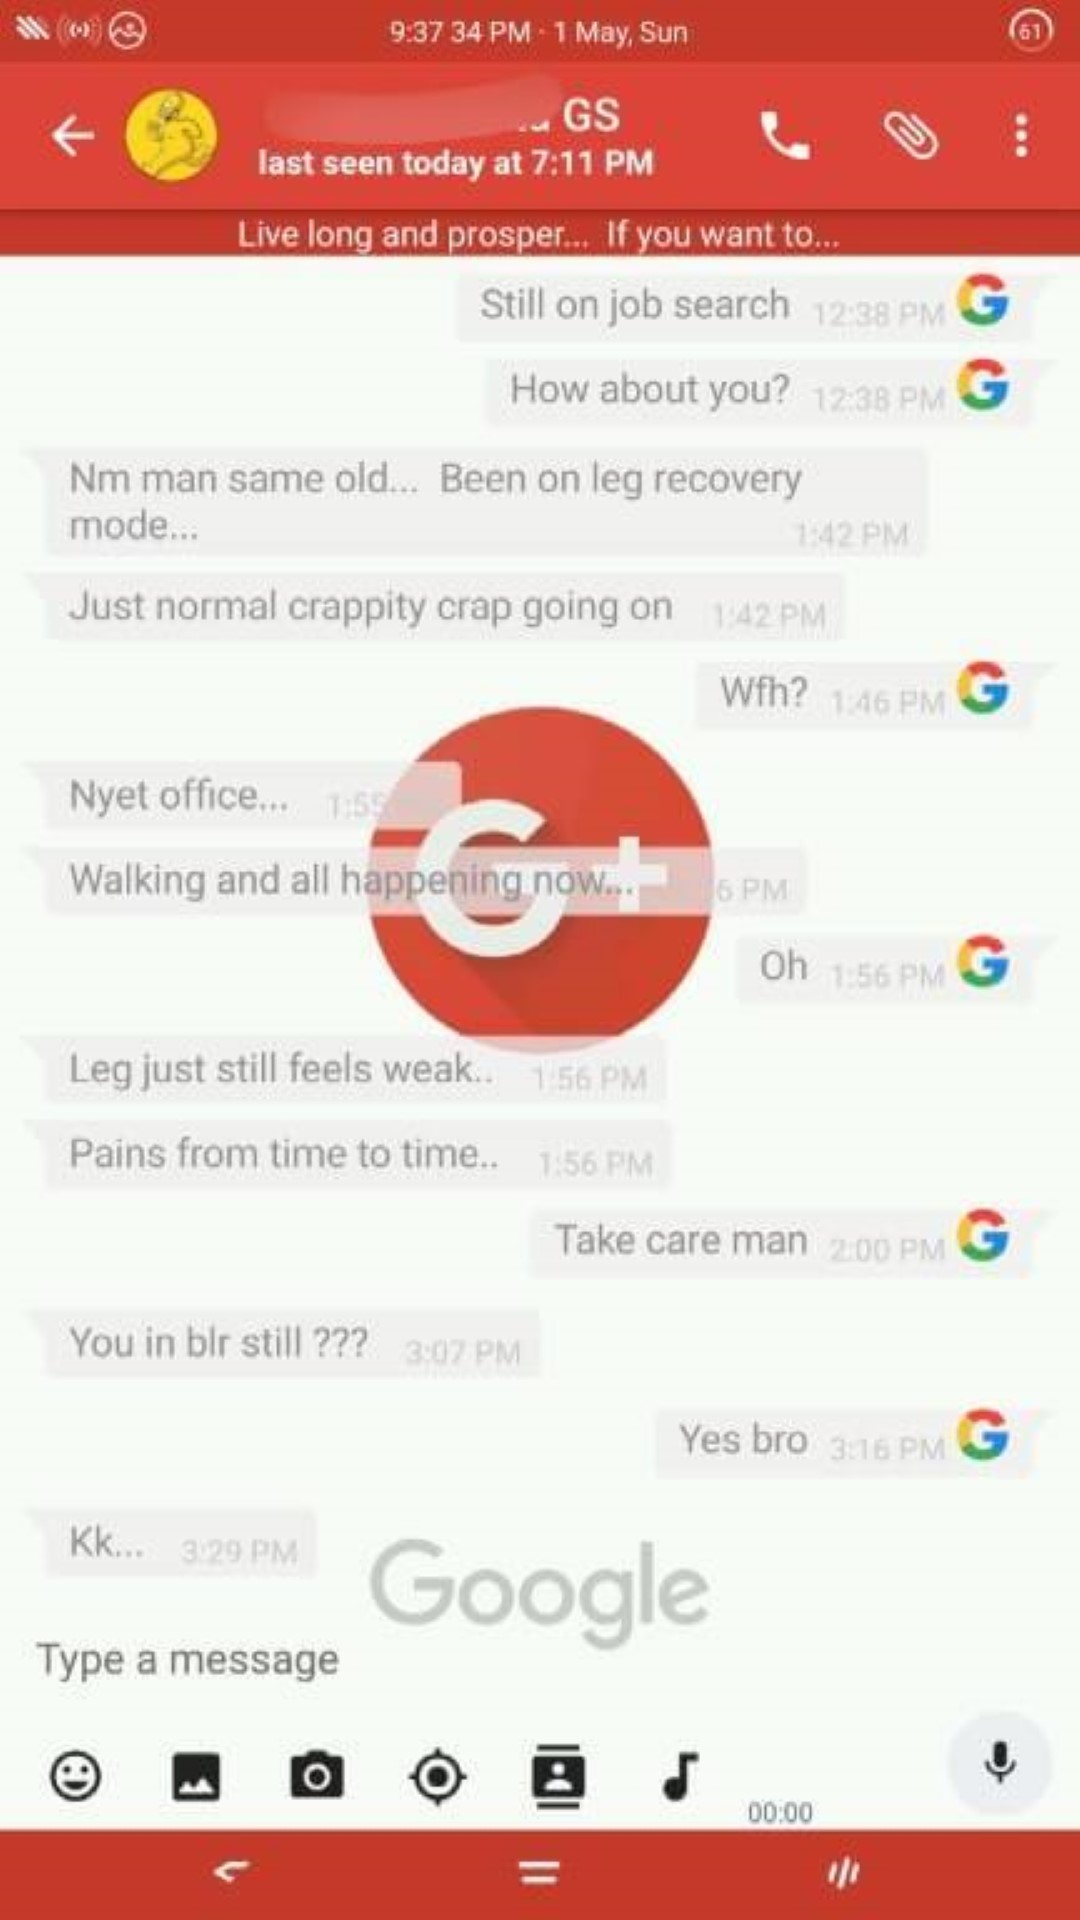 9:37 34 PM · 1 May, Sun
61
GS
last seen today at 7:11 PM
Live long and prosper... If you want to...
Still on job search 12:38 PM
How about you? 12:38 PM
Nm man same old... Been on leg recovery
mode... 1:42 PM
Just normal crappity crap going on 1:42 PM
Wfh? 1:46 PM
Nyet office...
G+
Walking and all happening now... PM
Oh 1:56 PM
Leg just still feels weak.. 1:56 PM
Pains from time to time.. 1:56 PM
Take care man 2:00 PM
You in blr still ??? 3:07 PM
Yes bro 3:16 PM
Kk... 3:29 PM
Google
Type a message
00:00